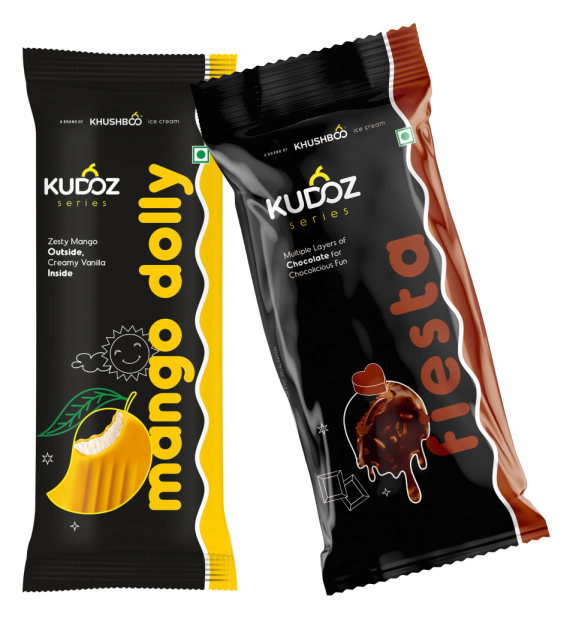 A BRAND OF KHUSHBOO ice cream
KUDOZ
series
Zesty Mango
Outside,
Creamy Vanilla
Inside
mango dolly
A BRAND OF KHUSHBOO ice cream
KUDOZ
series
Multiple Layers of
Chocolate for
Chocolicious Fun
fiesta